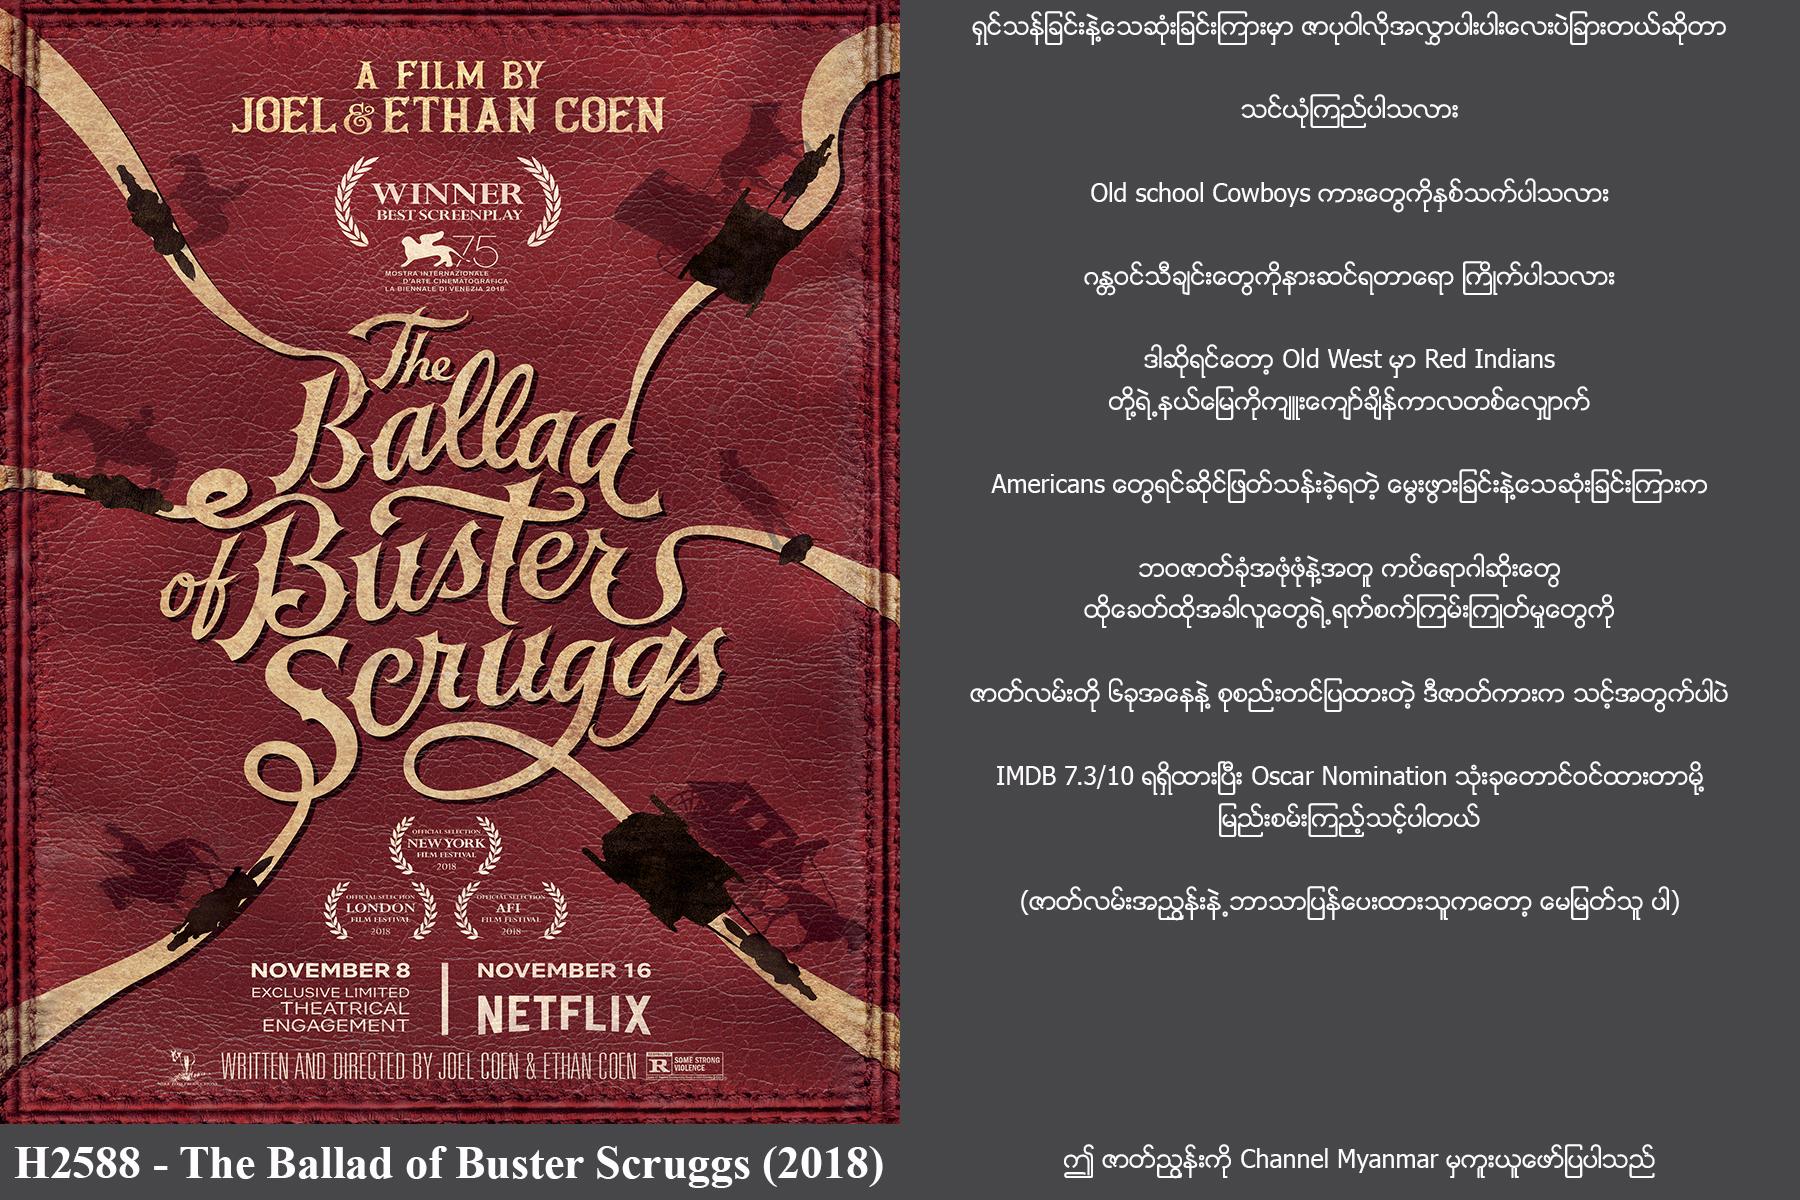 A FILM BY
JOEL & ETHAN COEN
WINNER
BEST SCREENPLAY
75
MOSTRA INTERNAZIONALE
D'ARTE CINEMATOGRAFICA
LA BIENNALE DI VENEZIA 2018
The
Ballad
of Buster
Scruggs
OFFICIAL SELECTION
NEW YORK
FILM FESTIVAL
2018
OFFICIAL SELECTION
LONDON
FILM FESTIVAL
2018
OFFICIAL SELECTION
AFI
FILM FESTIVAL
2018
NOVEMBER 8
EXCLUSIVE LIMITED
THEATRICAL
ENGAGEMENT
NOVEMBER 16
NETFLIX
WRITTEN AND DIRECTED BY JOEL COEN & ETHAN COEN
R
SOME STRONG
VIOLENCE
H2588 - The Ballad of Buster Scruggs (2018)
ရှင်သန်ခြင်းနဲ့သေဆုံးခြင်းကြားမှာ ဇာပုဝါလိုအလွှာပါးပါးလေးပဲခြားတယ်ဆိုတာ
သင်ယုံကြည်ပါသလား
Old school Cowboys ကားတွေကိုနှစ်သက်ပါသလား
ဂန္တဝင်သီချင်းတွေကိုနားဆင်ရတာရော ကြိုက်ပါသလား
ဒါဆိုရင်တော့ Old West မှာ Red Indians
တို့ရဲ့နယ်မြေကိုကျူးကျော်ချိန်ကာလတစ်လျှောက်
Americans တွေရင်ဆိုင်ဖြတ်သန်းခဲ့ရတဲ့ မွေးဖွားခြင်းနဲ့သေဆုံးခြင်းကြားက
ဘဝဇာတ်ခုံအဖုံဖုံနဲ့အတူ ကပ်ရောဂါဆိုးတွေ
ထိုခေတ်ထိုအခါလူတွေရဲ့ရက်စက်ကြမ်းကြုတ်မှုတွေကို
ဇာတ်လမ်းတို ၆ခုအနေနဲ့ စုစည်းတင်ပြထားတဲ့ ဒီဇာတ်ကားက သင့်အတွက်ပါပဲ
IMDB 7.3/10 ရရှိထားပြီး Oscar Nomination သုံးခုတောင်ဝင်ထားတာမို့
မြည်းစမ်းကြည့်သင့်ပါတယ်
(ဇာတ်လမ်းအညွှန်းနဲ့ ဘာသာပြန်ပေးထားသူကတော့ မေမြတ်သူ ပါ)
ဤ ဇာတ်ညွှန်းကို Channel Myanmar မှကူးယူဖော်ပြပါသည်